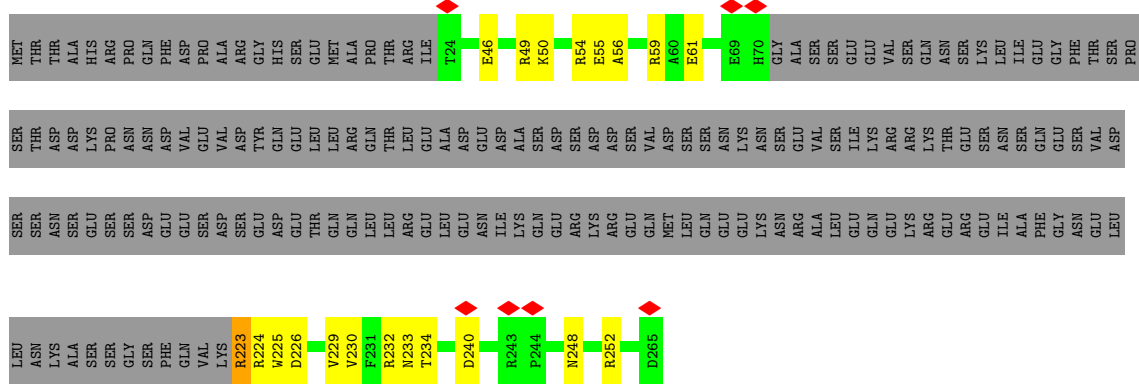 MET THR THR ALA HIS ARG PRO GLN PHE ASP PRO ALA ARG GLY HIS SER GLU MET ALA PRO THR ARG ILE T24 E46 R49 K50 R54 E55 A56 R59 A60 E61 E69 H70 GLY ALA SER SER GLU GLU VAL SER GLN ASN SER SER LYS LEU ILE GLU GLY PHE THR SER PRO
SER THR ASP ASP LYS PRO ASN ASN ASP VAL GLU VAL ASP TYR GLN GLU LEU LEU ARG GLN THR LEU GLU ALA ASP GLU ASP ALA SER ASP SER ASP ASP SER VAL ASP SER SER SER ASN LYS ASN SER GLU VAL SER ILE LYS ARG ARG LYS THR GLU SER ASN SER GLN GLU SER VAL ASP
SER SER ASN SER GLU SER SER ASP GLU GLU SER ASP SER GLU ASP GLU THR GLN GLN LEU LEU ARG GLU LEU GLU ASN ILE LYS GLN GLU ARG LYS ARG GLU GLN MET LEU GLN GLU GLU LYS ASN ARG ALA LEU GLU GLN GLU LYS ARG GLU ARG GLU ILE ALA PHE GLY ASN GLU LEU
LEU ASN LYS ALA SER SER GLY SER PHE GLN VAL LYS R223 R224 W225 D226 V229 V230 F231 R232 N233 T234 D240 R243 P244 N248 R252 D265